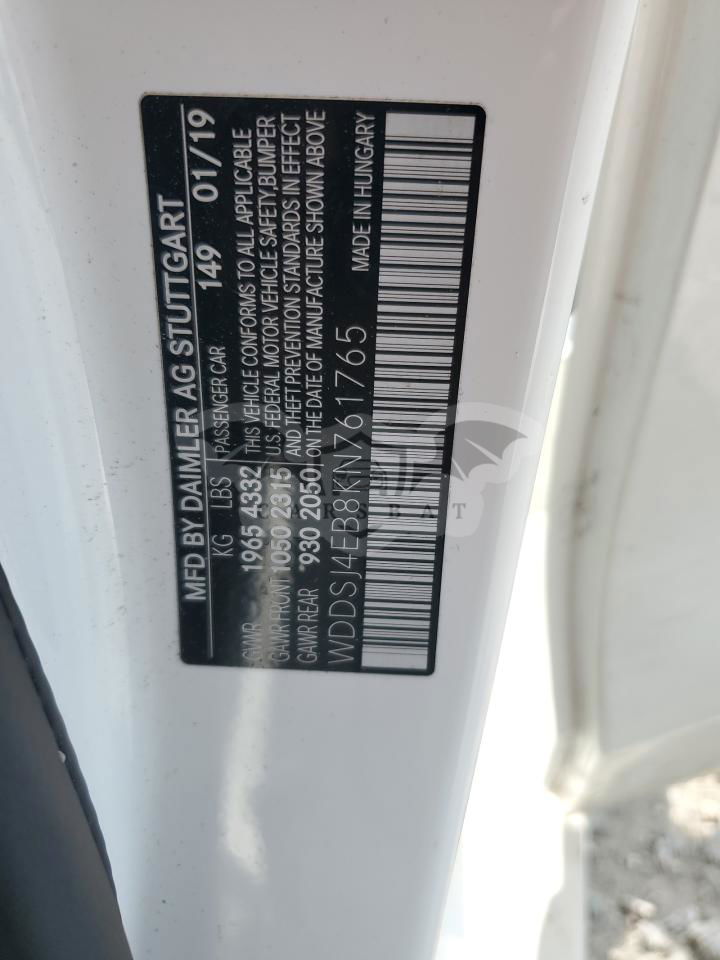 MFD BY DAIMLER AG STUTTGART
PASSENGER CAR 149 01/19
KG LBS
GVWR 1965 4332
GAWR FRONT 1050 2315
GAWR REAR 930 2050
THIS VEHICLE CONFORMS TO ALL APPLICABLE
U.S. FEDERAL MOTOR VEHICLE SAFETY,BUMPER
AND THEFT PREVENTION STANDARDS IN EFFECT
ON THE DATE OF MANUFACTURE SHOWN ABOVE
WDDSJ4EB8KN761765
MADE IN HUNGARY
CARSBAT